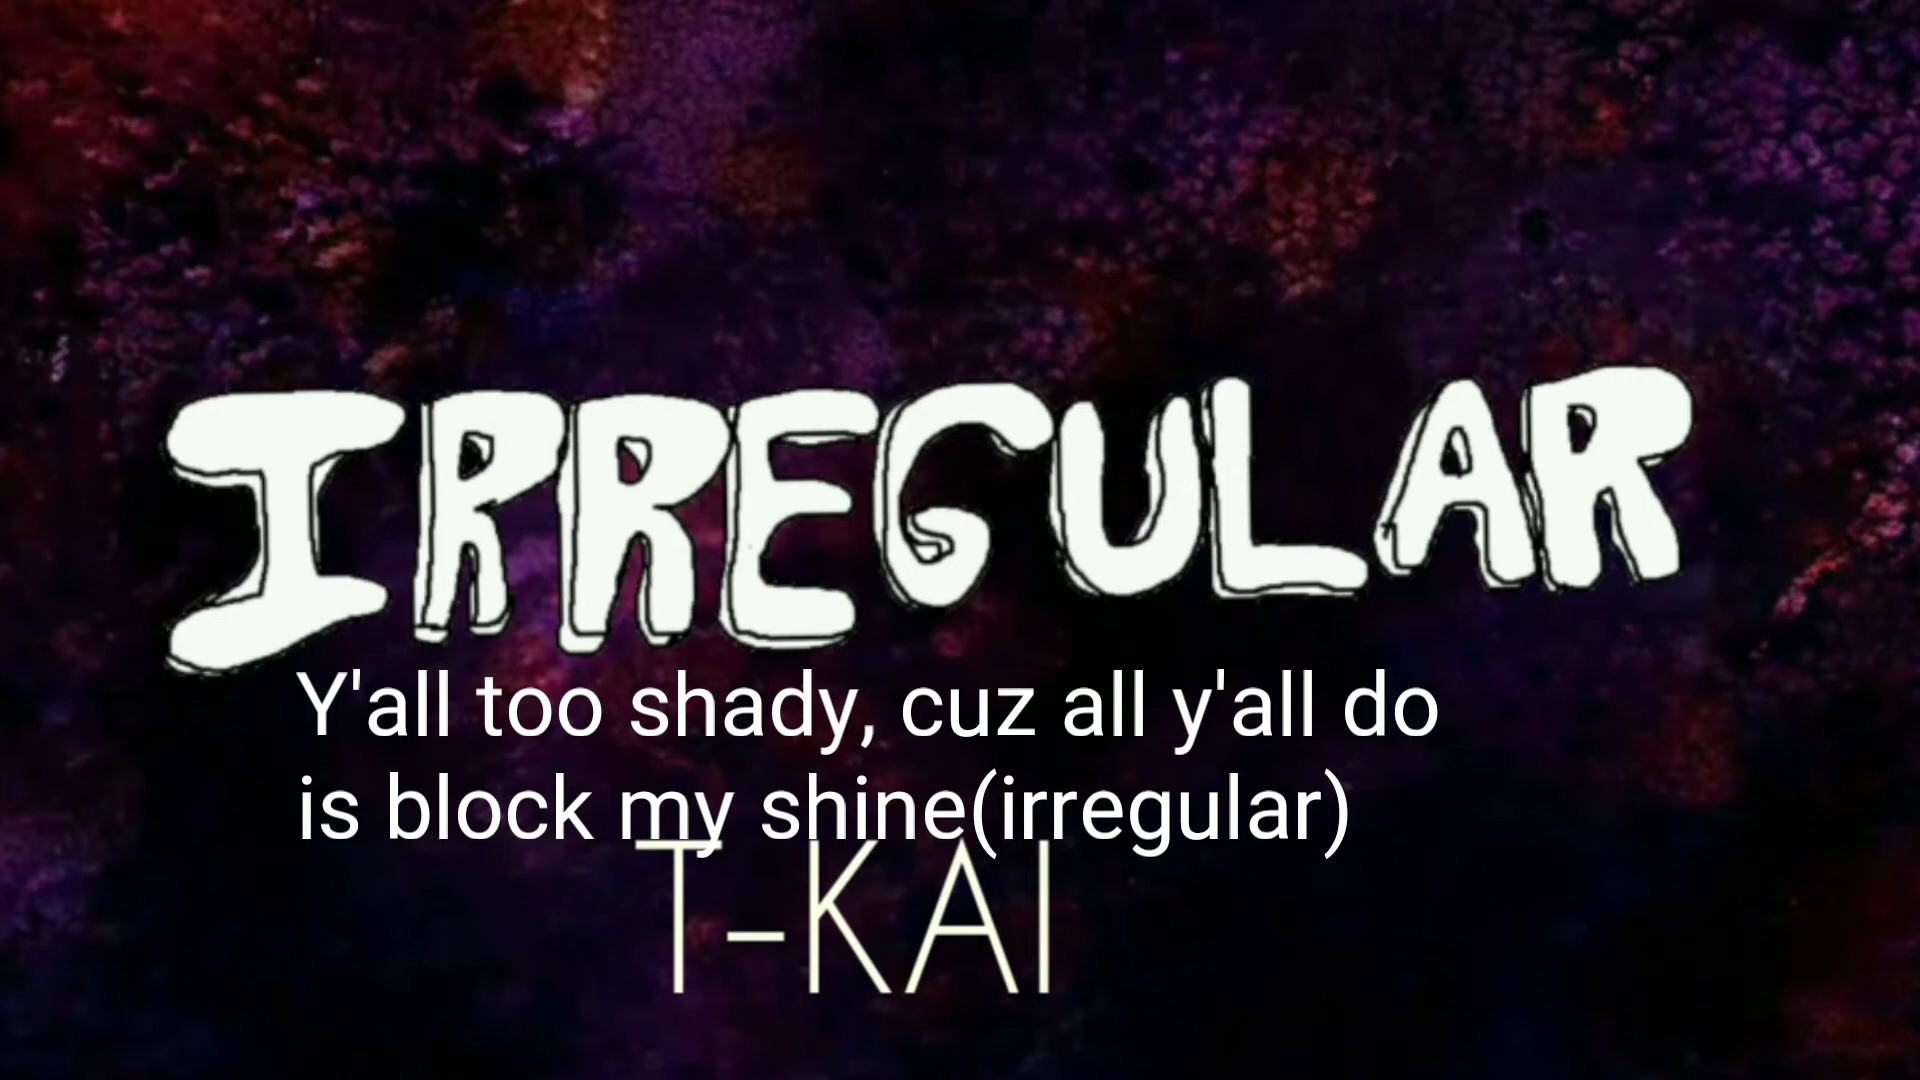 IRREGULAR
Y'all too shady, cuz all y'all do
is block my shine(irregular)
T-KAI